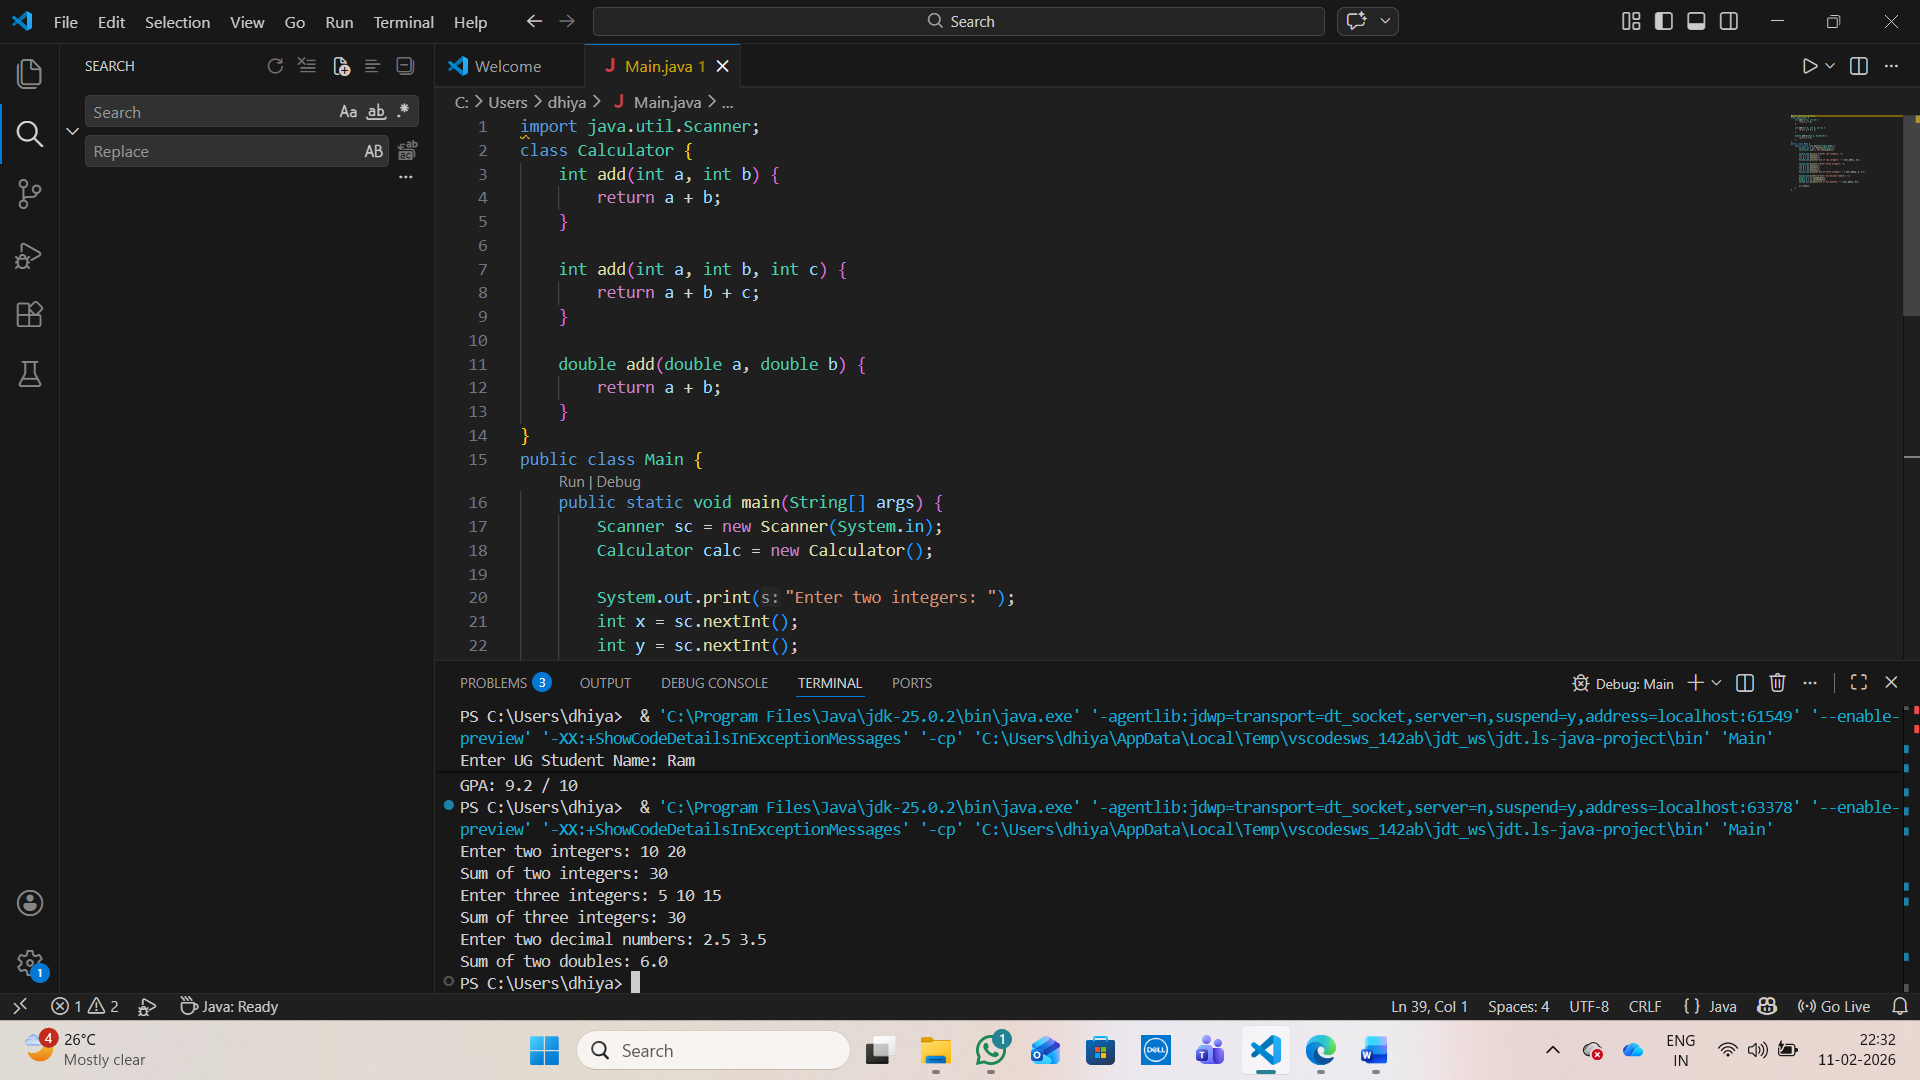 File Edit Selection View Go Run Terminal Help
Search
SEARCH
Search
Aa ab .*
Replace
AB
Welcome
J Main.java 1
C: > Users > dhiya > J Main.java > ...
1 import java.util.Scanner;
2 class Calculator {
3 int add(int a, int b) {
4 return a + b;
5 }
6
7 int add(int a, int b, int c) {
8 return a + b + c;
9 }
10
11 double add(double a, double b) {
12 return a + b;
13 }
14 }
15 public class Main {
Run | Debug
16 public static void main(String[] args) {
17 Scanner sc = new Scanner(System.in);
18 Calculator calc = new Calculator();
19
20 System.out.print(s: "Enter two integers: ");
21 int x = sc.nextInt();
22 int y = sc.nextInt();
PROBLEMS 3 OUTPUT DEBUG CONSOLE TERMINAL PORTS
Debug: Main
PS C:\Users\dhiya> & 'C:\Program Files\Java\jdk-25.0.2\bin\java.exe' '-agentlib:jdwp=transport=dt_socket,server=n,suspend=y,address=localhost:61549' '--enable-
preview' '-XX:+ShowCodeDetailsInExceptionMessages' '-cp' 'C:\Users\dhiya\AppData\Local\Temp\vscodesws_142ab\jdt_ws\jdt.ls-java-project\bin' 'Main'
Enter UG Student Name: Ram
GPA: 9.2 / 10
PS C:\Users\dhiya> & 'C:\Program Files\Java\jdk-25.0.2\bin\java.exe' '-agentlib:jdwp=transport=dt_socket,server=n,suspend=y,address=localhost:63378' '--enable-
preview' '-XX:+ShowCodeDetailsInExceptionMessages' '-cp' 'C:\Users\dhiya\AppData\Local\Temp\vscodesws_142ab\jdt_ws\jdt.ls-java-project\bin' 'Main'
Enter two integers: 10 20
Sum of two integers: 30
Enter three integers: 5 10 15
Sum of three integers: 30
Enter two decimal numbers: 2.5 3.5
Sum of two doubles: 6.0
PS C:\Users\dhiya>
1
1 2 Java: Ready
Ln 39, Col 1 Spaces: 4 UTF-8 CRLF {} Java Go Live
4
26°C
Mostly clear
Search
1
DELL
ENG
IN
22:32
11-02-2026